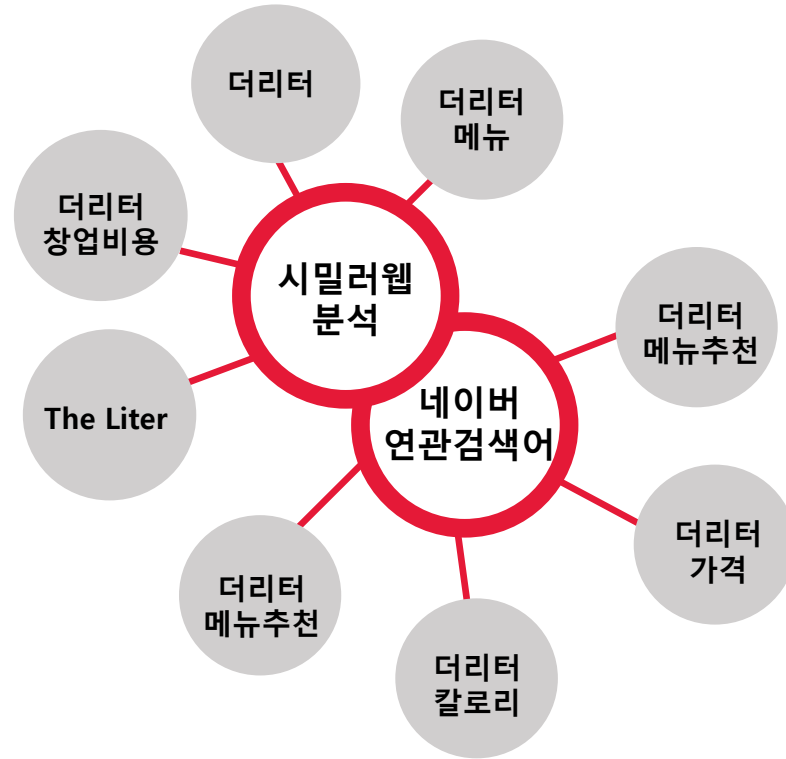 더리터
더리터
메뉴
더리터
창업비용
시밀러웹
분석
더리터
메뉴추천
The Liter
네이버
연관검색어
더리터
가격
더리터
메뉴추천
더리터
칼로리